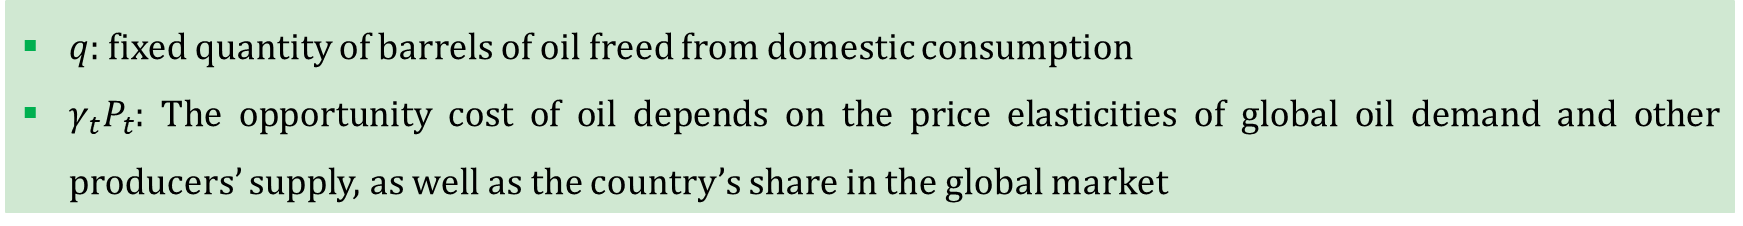 ▪ q: fixed quantity of barrels of oil freed from domestic consumption
▪ γₜPₜ: The opportunity cost of oil depends on the price elasticities of global oil demand and other
producers’ supply, as well as the country’s share in the global market